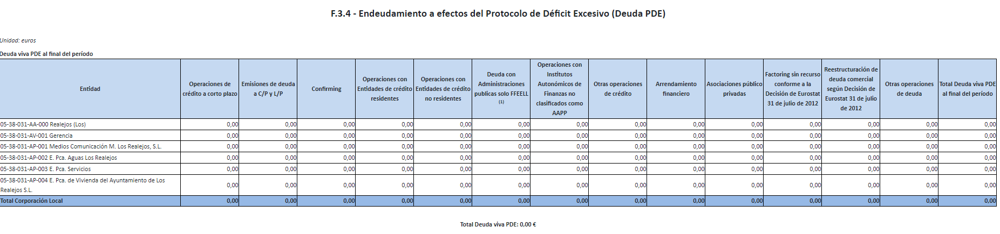 F.3.4 - Endeudamiento a efectos del Protocolo de Déficit Excesivo (Deuda PDE)
Unidad: euros
Deuda viva PDE al final del período
Entidad
Operaciones de
crédito a corto plazo
Emisiones de deuda
a C/P y L/P
Confirming
Operaciones con
Entidades de crédito
residentes
Operaciones con
Entidades de crédito
no residentes
Deuda con
Administraciones
publicas solo FFEELL
(1)
Operaciones con
Institutos
Autonómicos de
Finanzas no
clasificados como
AAPP
Otras operaciones
de crédito
Arrendamiento
financiero
Asociaciones público
privadas
Factoring sin recurso
conforme a la
Decisión de Eurostat
31 de julio de 2012
Reestructuración de
deuda comercial
según Decisión de
Eurostat 31 de julio
de 2012
Otras operaciones
de deuda
Total Deuda viva PDE
al final del período
05-38-031-AA-000 Realejos (Los) 0,00 0,00 0,00 0,00 0,00 0,00 0,00 0,00 0,00 0,00 0,00 0,00 0,00 0,00
05-38-031-AV-001 Gerencia 0,00 0,00 0,00 0,00 0,00 0,00 0,00 0,00 0,00 0,00 0,00 0,00 0,00 0,00
05-38-031-AP-001 Medios Comunicación M. Los Realejos, S.L. 0,00 0,00 0,00 0,00 0,00 0,00 0,00 0,00 0,00 0,00 0,00 0,00 0,00 0,00
05-38-031-AP-002 E. Pca. Aguas Los Realejos 0,00 0,00 0,00 0,00 0,00 0,00 0,00 0,00 0,00 0,00 0,00 0,00 0,00 0,00
05-38-031-AP-003 E. Pca. Servicios 0,00 0,00 0,00 0,00 0,00 0,00 0,00 0,00 0,00 0,00 0,00 0,00 0,00 0,00
05-38-031-AP-004 E. Pca. de Vivienda del Ayuntamiento de Los
Realejos S.L. 0,00 0,00 0,00 0,00 0,00 0,00 0,00 0,00 0,00 0,00 0,00 0,00 0,00 0,00
Total Corporación Local 0,00 0,00 0,00 0,00 0,00 0,00 0,00 0,00 0,00 0,00 0,00 0,00 0,00 0,00
Total Deuda viva PDE: 0,00 €